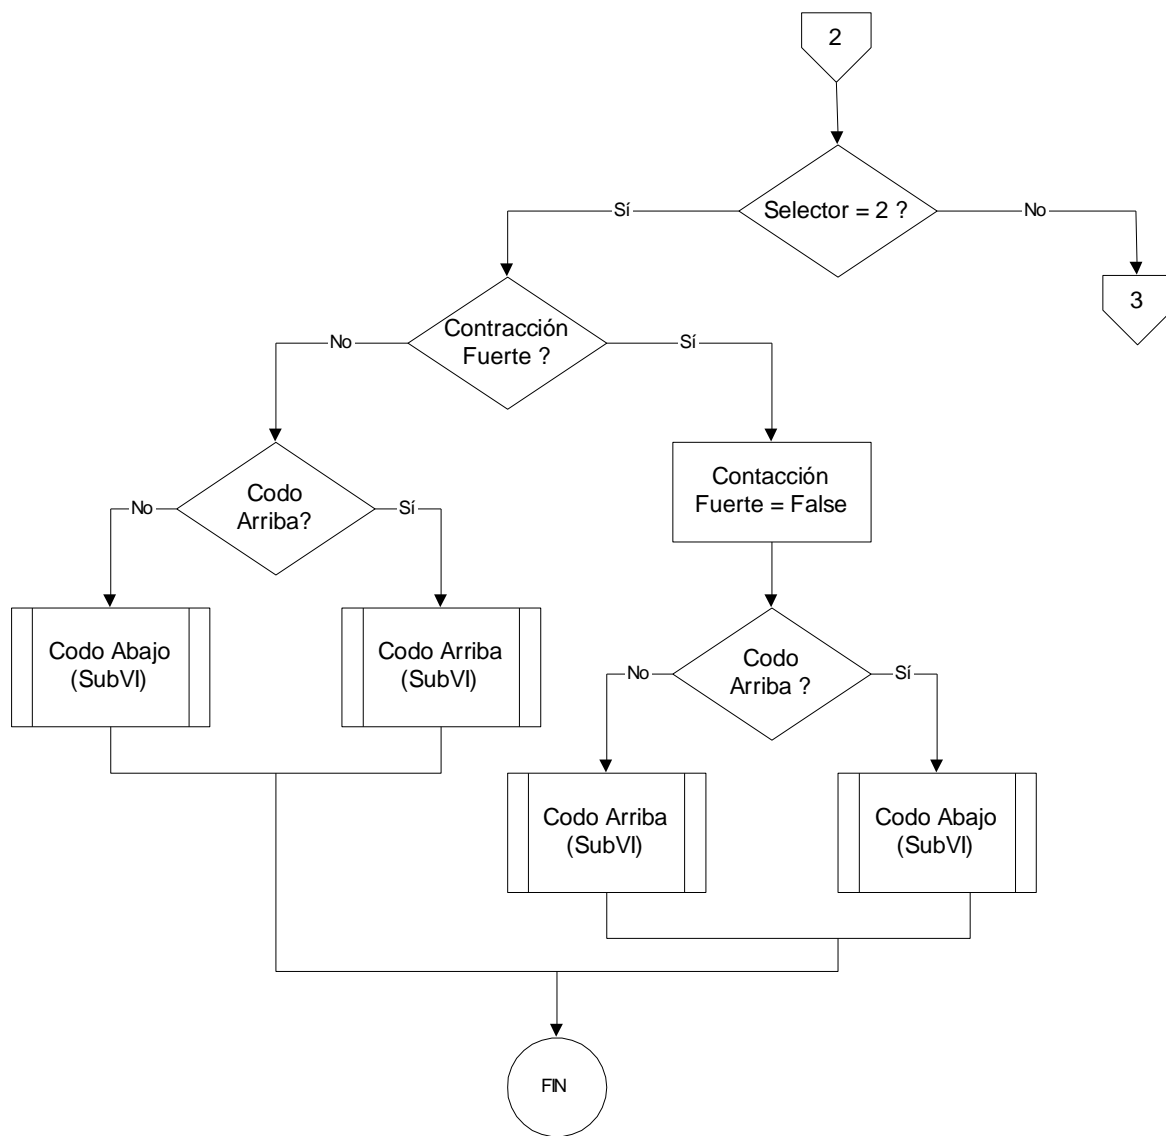 2
Selector = 2 ?
Sí
No
3
Contracción
Fuerte ?
No
Sí
Codo
Arriba?
No
Sí
Contacción
Fuerte = False
Codo Abajo
(SubVI)
Codo Arriba
(SubVI)
Codo
Arriba ?
No
Sí
Codo Arriba
(SubVI)
Codo Abajo
(SubVI)
FIN